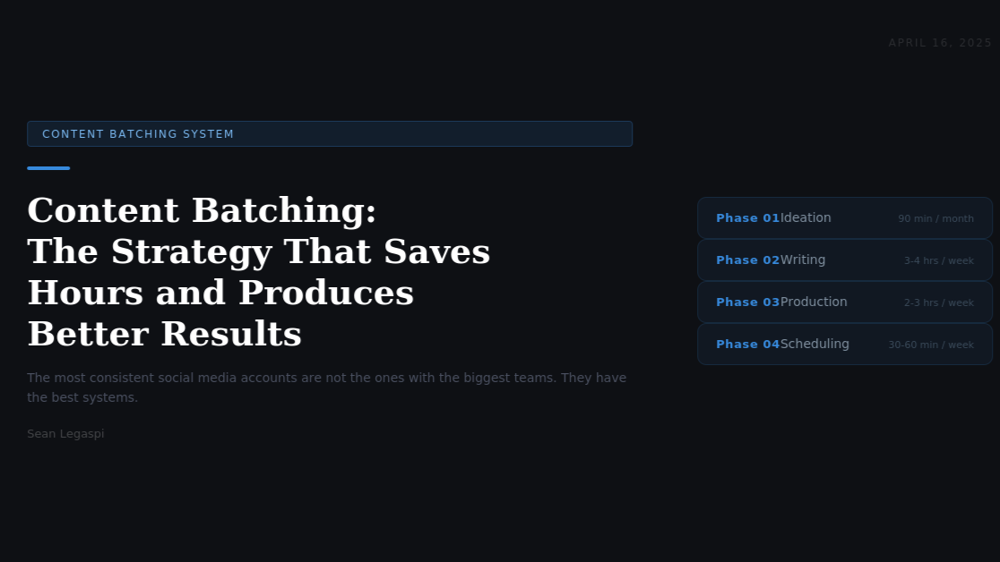 APRIL 16, 2025
CONTENT BATCHING SYSTEM
Content Batching:
The Strategy That Saves
Hours and Produces
Better Results
The most consistent social media accounts are not the ones with the biggest teams. They have
the best systems.
Sean Legaspi
Phase 01 Ideation 90 min / month
Phase 02 Writing 3-4 hrs / week
Phase 03 Production 2-3 hrs / week
Phase 04 Scheduling 30-60 min / week